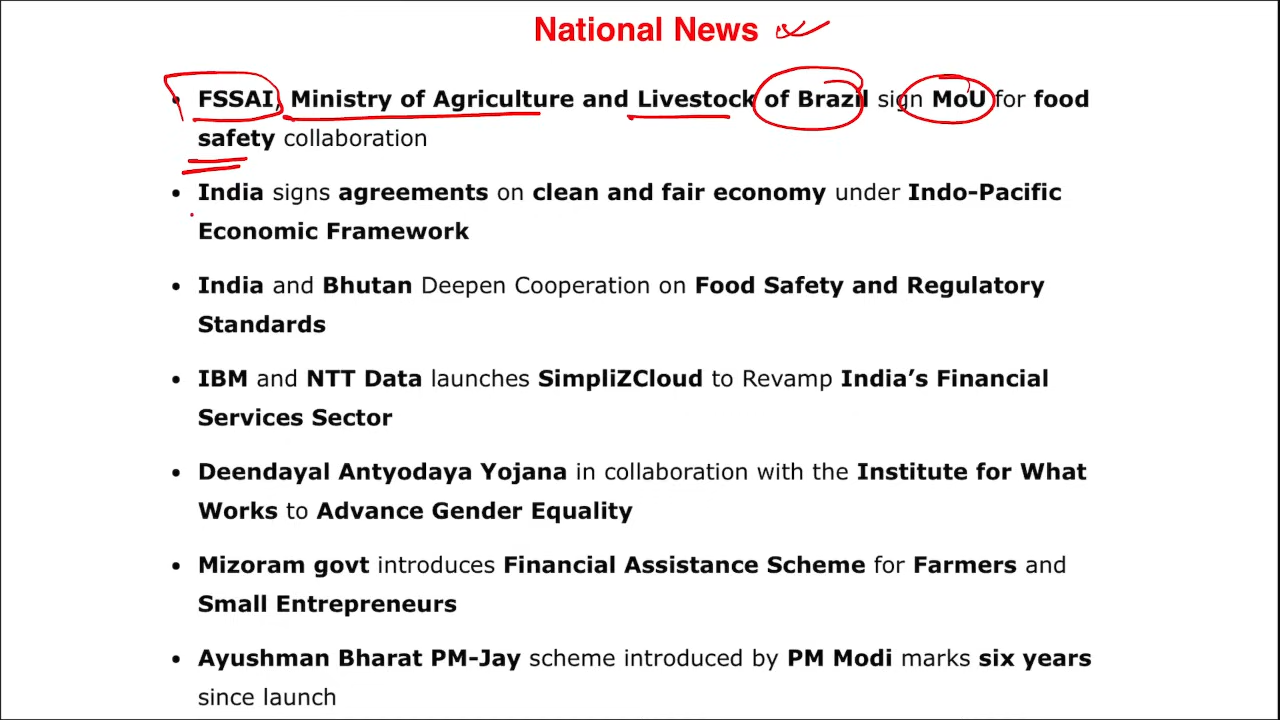 National News
• FSSAI, Ministry of Agriculture and Livestock of Brazil sign MoU for food
safety collaboration
• India signs agreements on clean and fair economy under Indo-Pacific
Economic Framework
• India and Bhutan Deepen Cooperation on Food Safety and Regulatory
Standards
• IBM and NTT Data launches SimpliZCloud to Revamp India’s Financial
Services Sector
• Deendayal Antyodaya Yojana in collaboration with the Institute for What
Works to Advance Gender Equality
• Mizoram govt introduces Financial Assistance Scheme for Farmers and
Small Entrepreneurs
• Ayushman Bharat PM-Jay scheme introduced by PM Modi marks six years
since launch